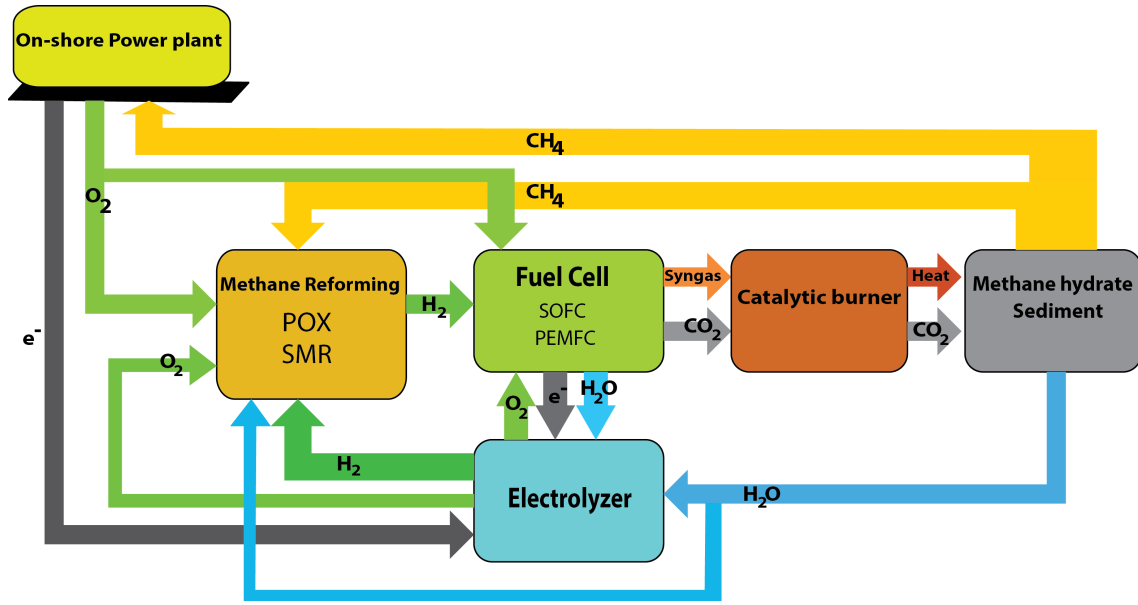 On-shore Power plant
CH4
O2
CH4
Methane Reforming
POX
SMR
H2
Fuel Cell
SOFC
PEMFC
Syngas
CO2
Catalytic burner
Heat
CO2
Methane hydrate
Sediment
e-
O2
O2
e-
H2O
H2
Electrolyzer
H2O